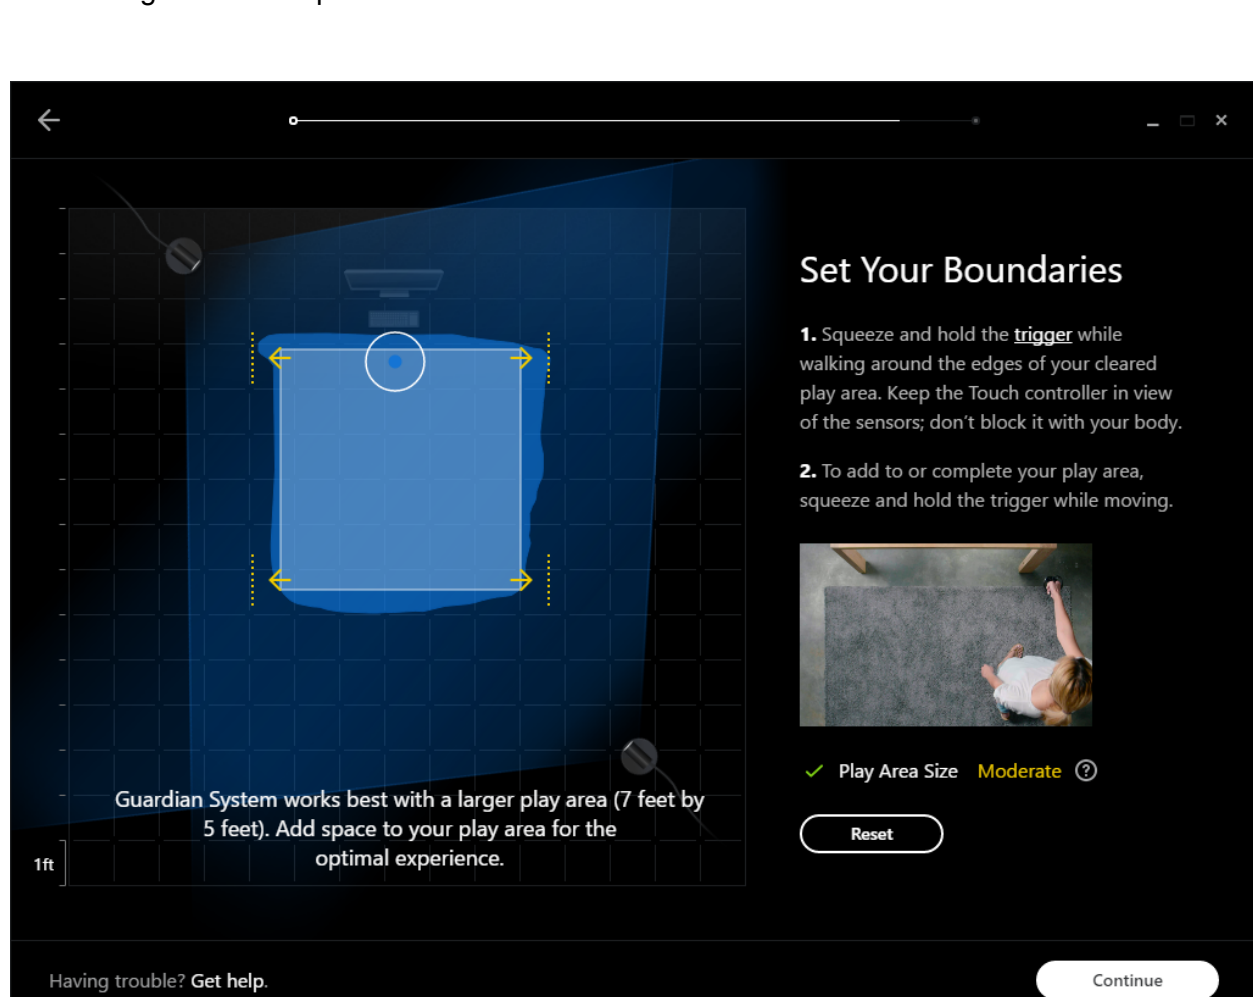 Set Your Boundaries
1. Squeeze and hold the trigger while
walking around the edges of your cleared
play area. Keep the Touch controller in view
of the sensors; don't block it with your body.
2. To add to or complete your play area,
squeeze and hold the trigger while moving.
Play Area Size Moderate ?
Reset
Guardian System works best with a larger play area (7 feet by
5 feet). Add space to your play area for the
optimal experience.
1ft
Having trouble? Get help.
Continue